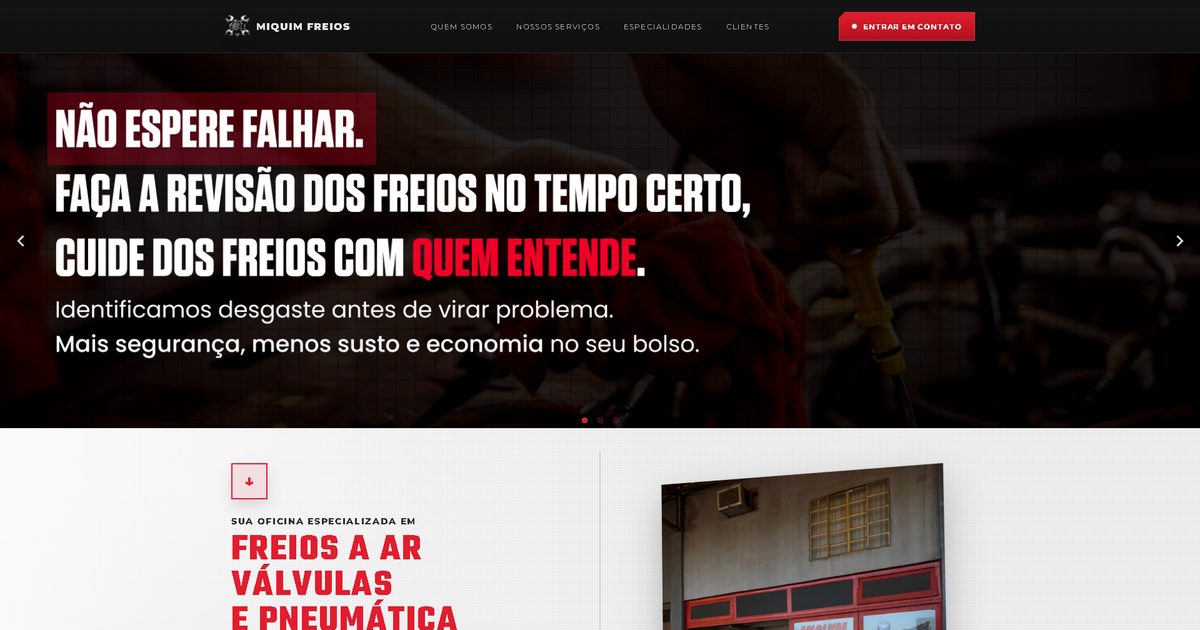 MIQUIM FREIOS
QUEM SOMOS
NOSSOS SERVIÇOS
ESPECIALIDADES
CLIENTES
ENTRAR EM CONTATO
NÃO ESPERE FALHAR.
FAÇA A REVISÃO DOS FREIOS NO TEMPO CERTO,
CUIDE DOS FREIOS COM QUEM ENTENDE.
Identificamos desgaste antes de virar problema.
Mais segurança, menos susto e economia no seu bolso.
SUA OFICINA ESPECIALIZADA EM
FREIOS A AR
VÁLVULAS
E PNEUMÁTICA